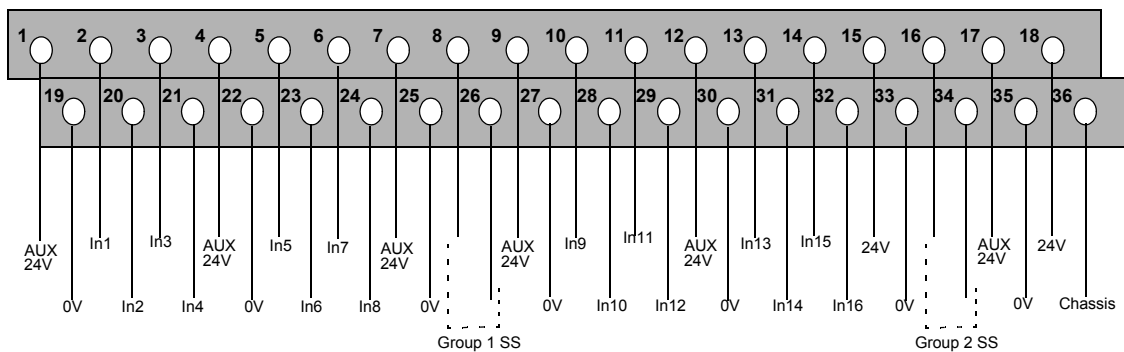 1 2 3 4 5 6 7 8 9 10 11 12 13 14 15 16 17 18
19 20 21 22 23 24 25 26 27 28 29 30 31 32 33 34 35 36
AUX
24V
In1
In3
AUX
24V
In5
In7
AUX
24V
AUX
24V
In9
In11
AUX
24V
In13
In15
24V
AUX
24V
24V
0V
In2
In4
0V
In6
In8
0V
0V
In10
In12
0V
In14
In16
0V
0V
Chassis
Group 1 SS
Group 2 SS